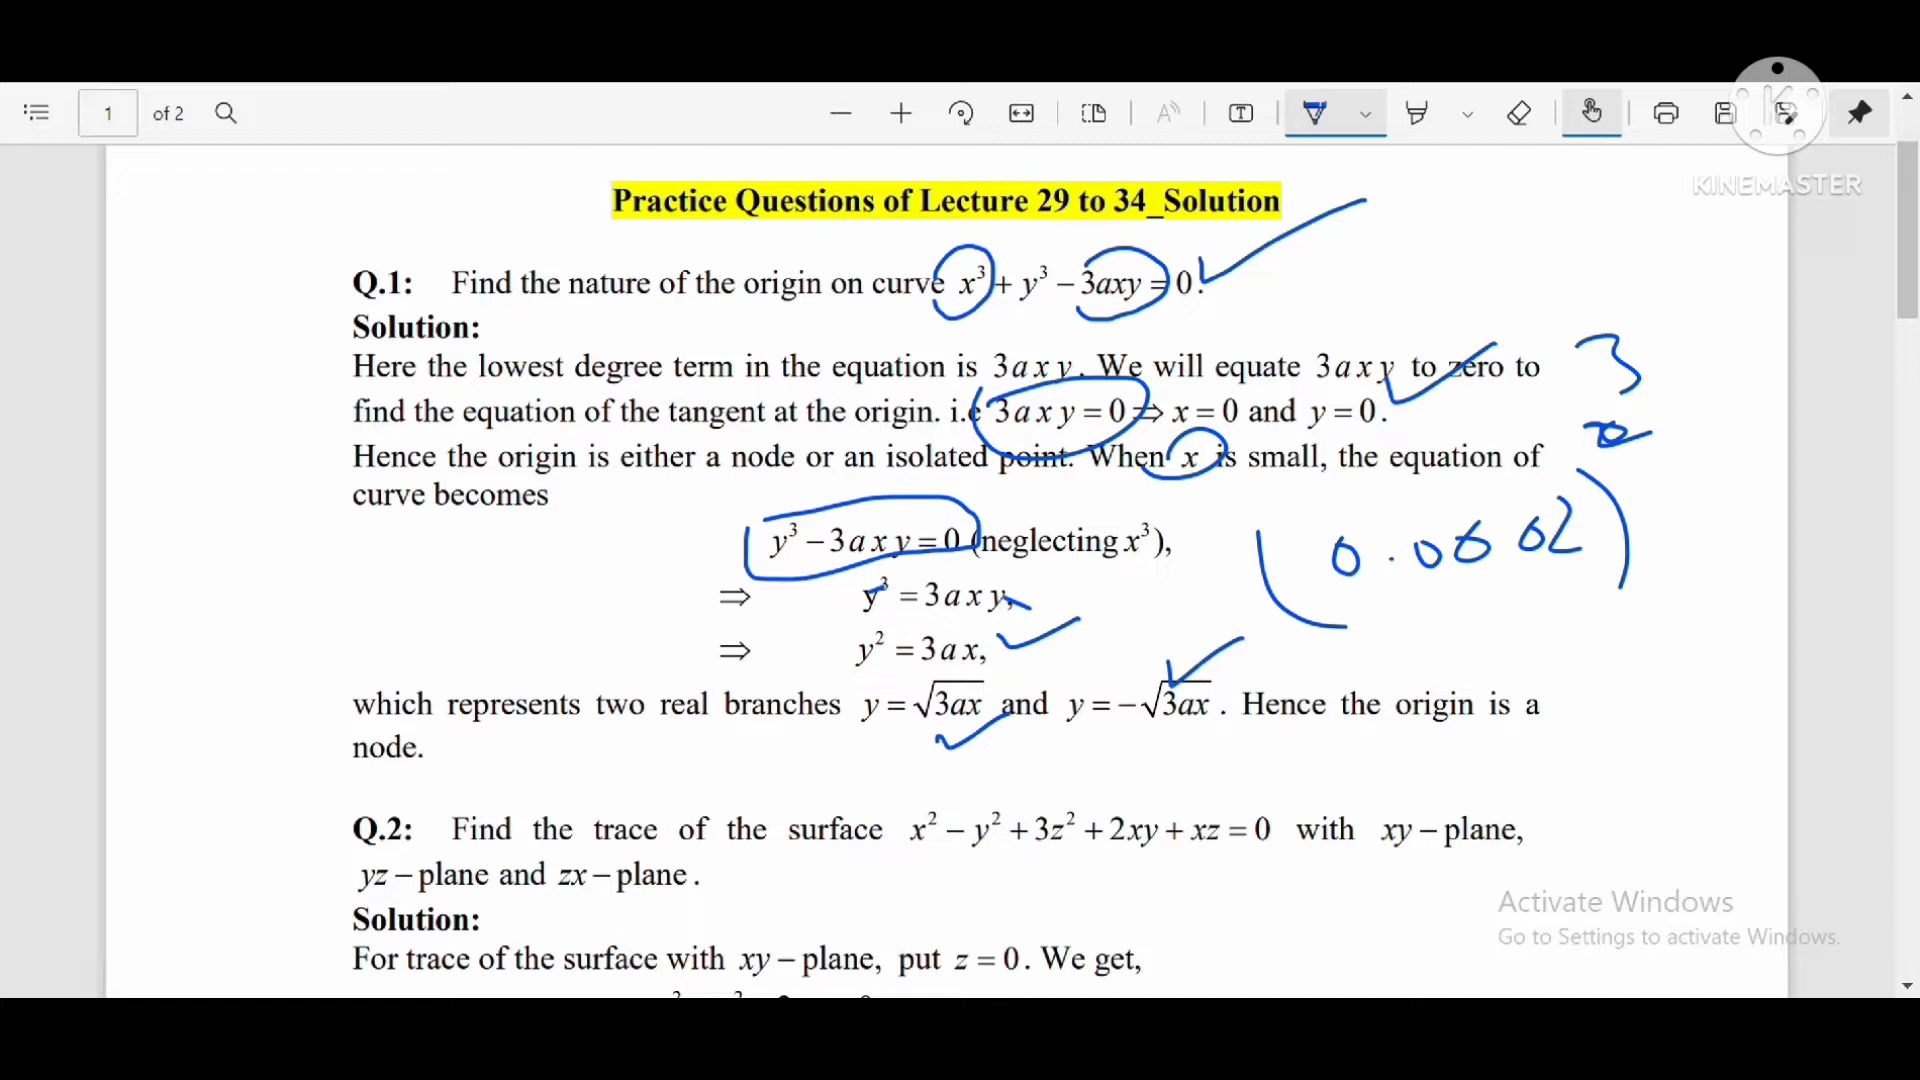 1 of 2
KINEMASTER
Practice Questions of Lecture 29 to 34_Solution
Q.1: Find the nature of the origin on curve x³ + y³ − 3axy = 0.
Solution:
Here the lowest degree term in the equation is 3axy. We will equate 3axy to zero to
find the equation of the tangent at the origin. i.e 3axy = 0 ⇒ x = 0 and y = 0.
Hence the origin is either a node or an isolated point. When x is small, the equation of
curve becomes
y³ − 3axy = 0 (neglecting x³),
⇒ y³ = 3axy,
⇒ y² = 3ax,
which represents two real branches y = √3ax and y = −√3ax. Hence the origin is a
node.
3
(0.0002)
Q.2: Find the trace of the surface x² − y² + 3z² + 2xy + xz = 0 with xy − plane,
yz − plane and zx − plane.
Solution:
For trace of the surface with xy − plane, put z = 0. We get,
Activate Windows
Go to Settings to activate Windows.